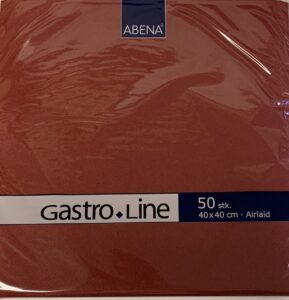 ABENA
Gastro•Line
50 stk.
40x40 cm - Airlaid